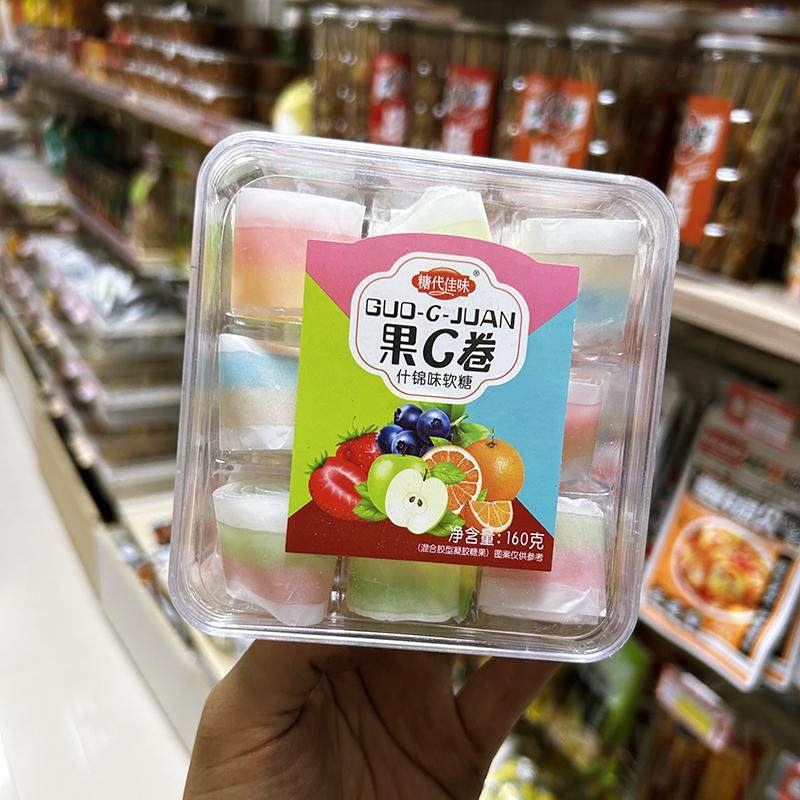 糖代佳味®
GUO-G-JUAN
果G卷
什锦味软糖
净含量:160克
(混合胶型凝胶糖果) 图案仅供参考